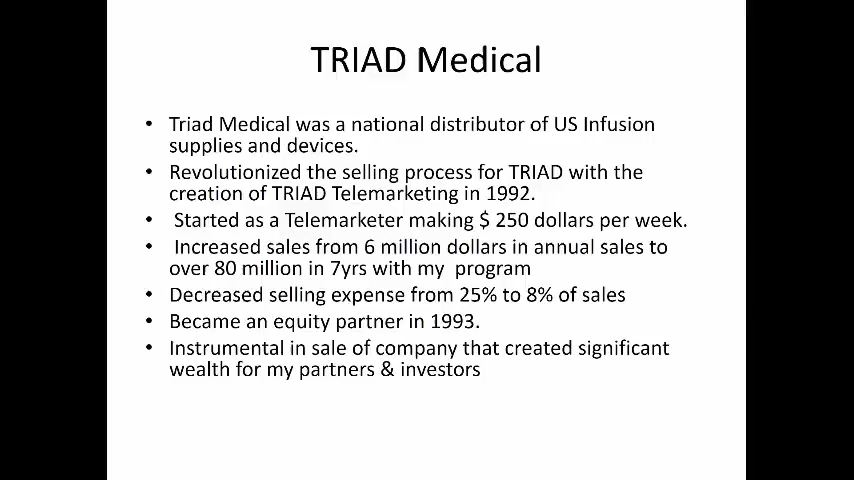 TRIAD Medical
• Triad Medical was a national distributor of US Infusion
supplies and devices.
• Revolutionized the selling process for TRIAD with the
creation of TRIAD Telemarketing in 1992.
• Started as a Telemarketer making $ 250 dollars per week.
• Increased sales from 6 million dollars in annual sales to
over 80 million in 7yrs with my program
• Decreased selling expense from 25% to 8% of sales
• Became an equity partner in 1993.
• Instrumental in sale of company that created significant
wealth for my partners & investors